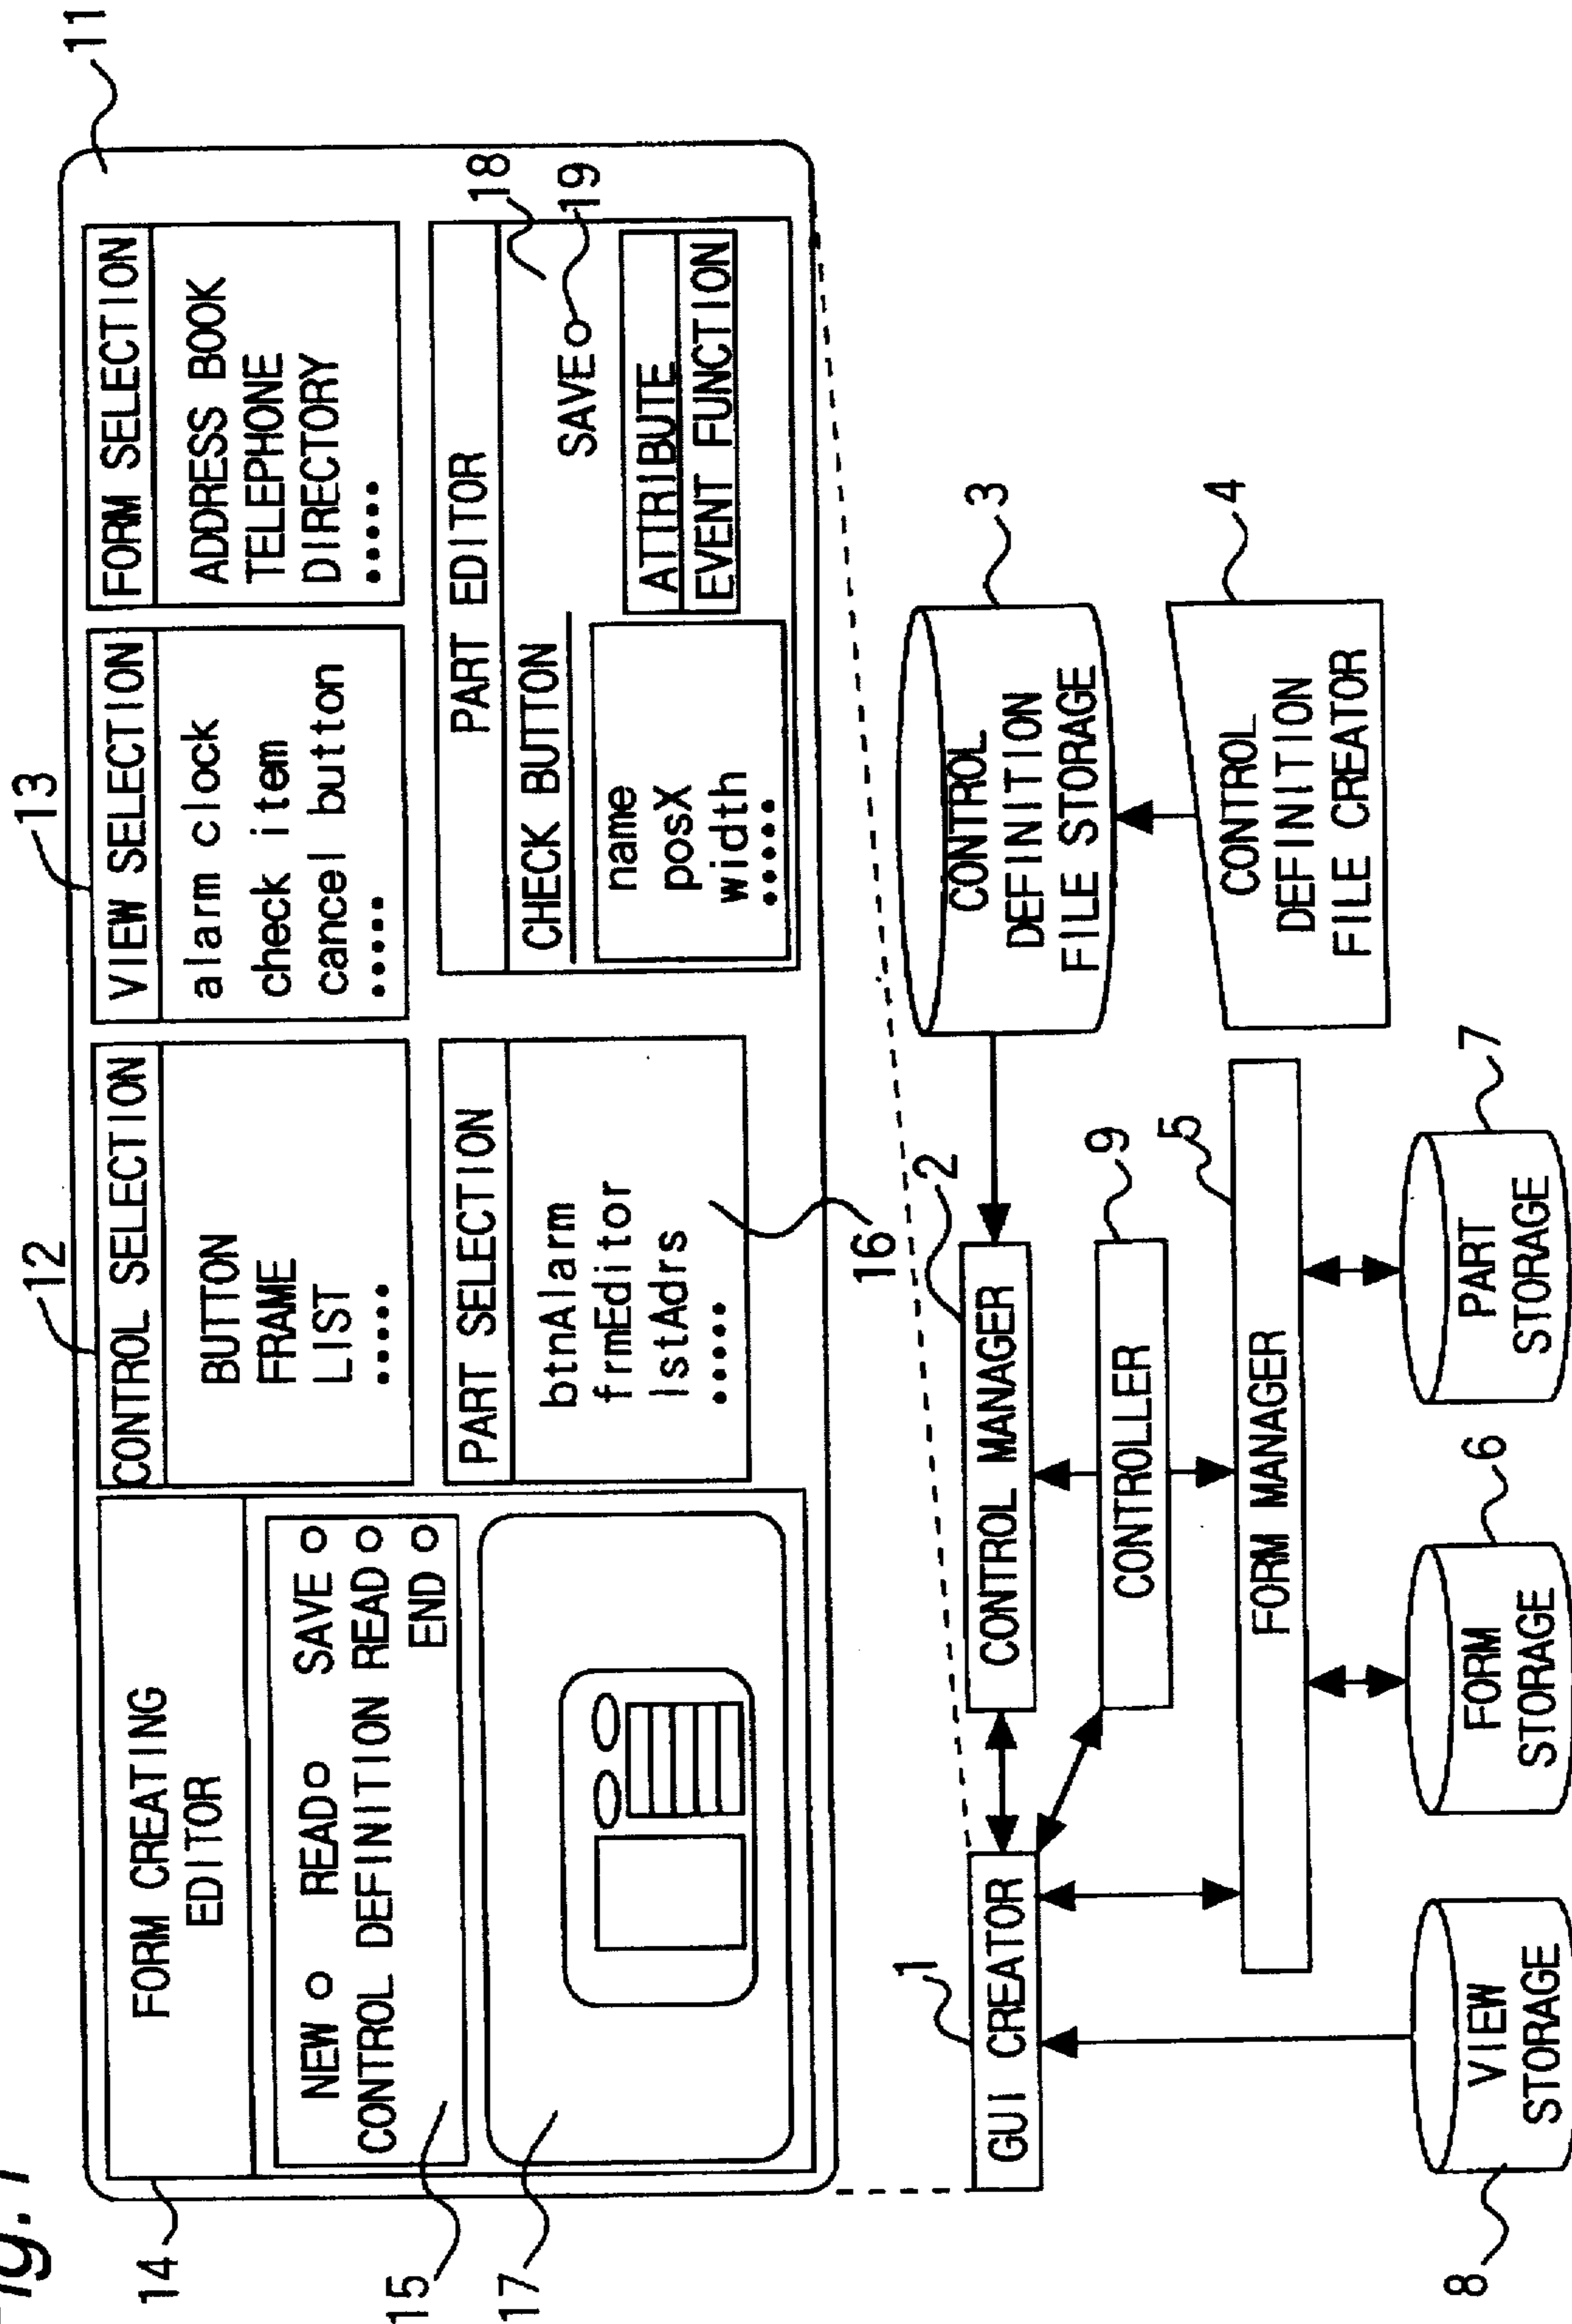 Fig. 1
11
12
13
14
FORM CREATING
EDITOR
NEW READ SAVE
CONTROL DEFINITION READ
END
15
17
CONTROL SELECTION
BUTTON
FRAME
LIST
.....
VIEW SELECTION
alarm clock
check item
cancel button
.....
FORM SELECTION
ADDRESS BOOK
TELEPHONE
DIRECTORY
.....
PART SELECTION
btnAlarm
frmEditor
lstAdrs
.....
16
PART EDITOR
18
CHECK BUTTON
SAVE
19
name
posX
width
.....
ATTRIBUTE
EVENT FUNCTION
1
GUI CREATOR
2
CONTROL MANAGER
3
CONTROL
DEFINITION
FILE STORAGE
9
CONTROLLER
4
CONTROL
DEFINITION
FILE CREATOR
5
FORM MANAGER
8
VIEW
STORAGE
6
FORM
STORAGE
7
PART
STORAGE